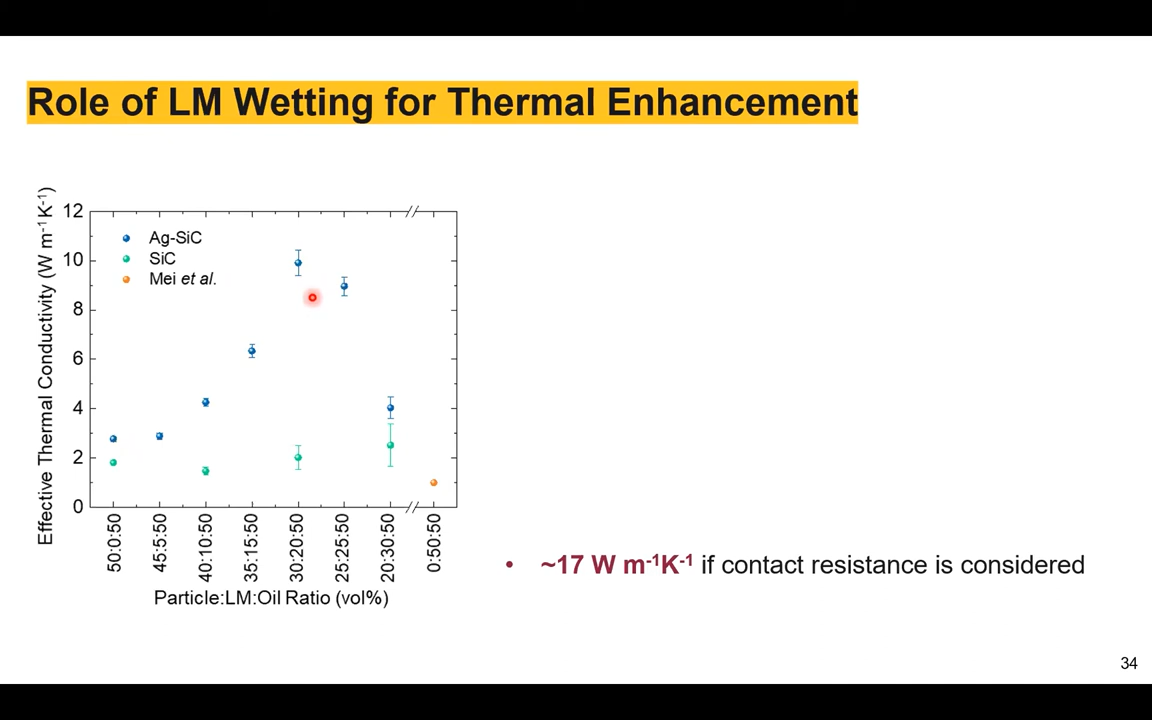 Role of LM Wetting for Thermal Enhancement
Effective Thermal Conductivity (W m⁻¹K⁻¹)
12
10
8
6
4
2
0
Ag-SiC
SiC
Mei et al.
50:0:50
45:5:50
40:10:50
35:15:50
30:20:50
25:25:50
20:30:50
0:50:50
Particle:LM:Oil Ratio (vol%)
• ~17 W m⁻¹K⁻¹ if contact resistance is considered
34